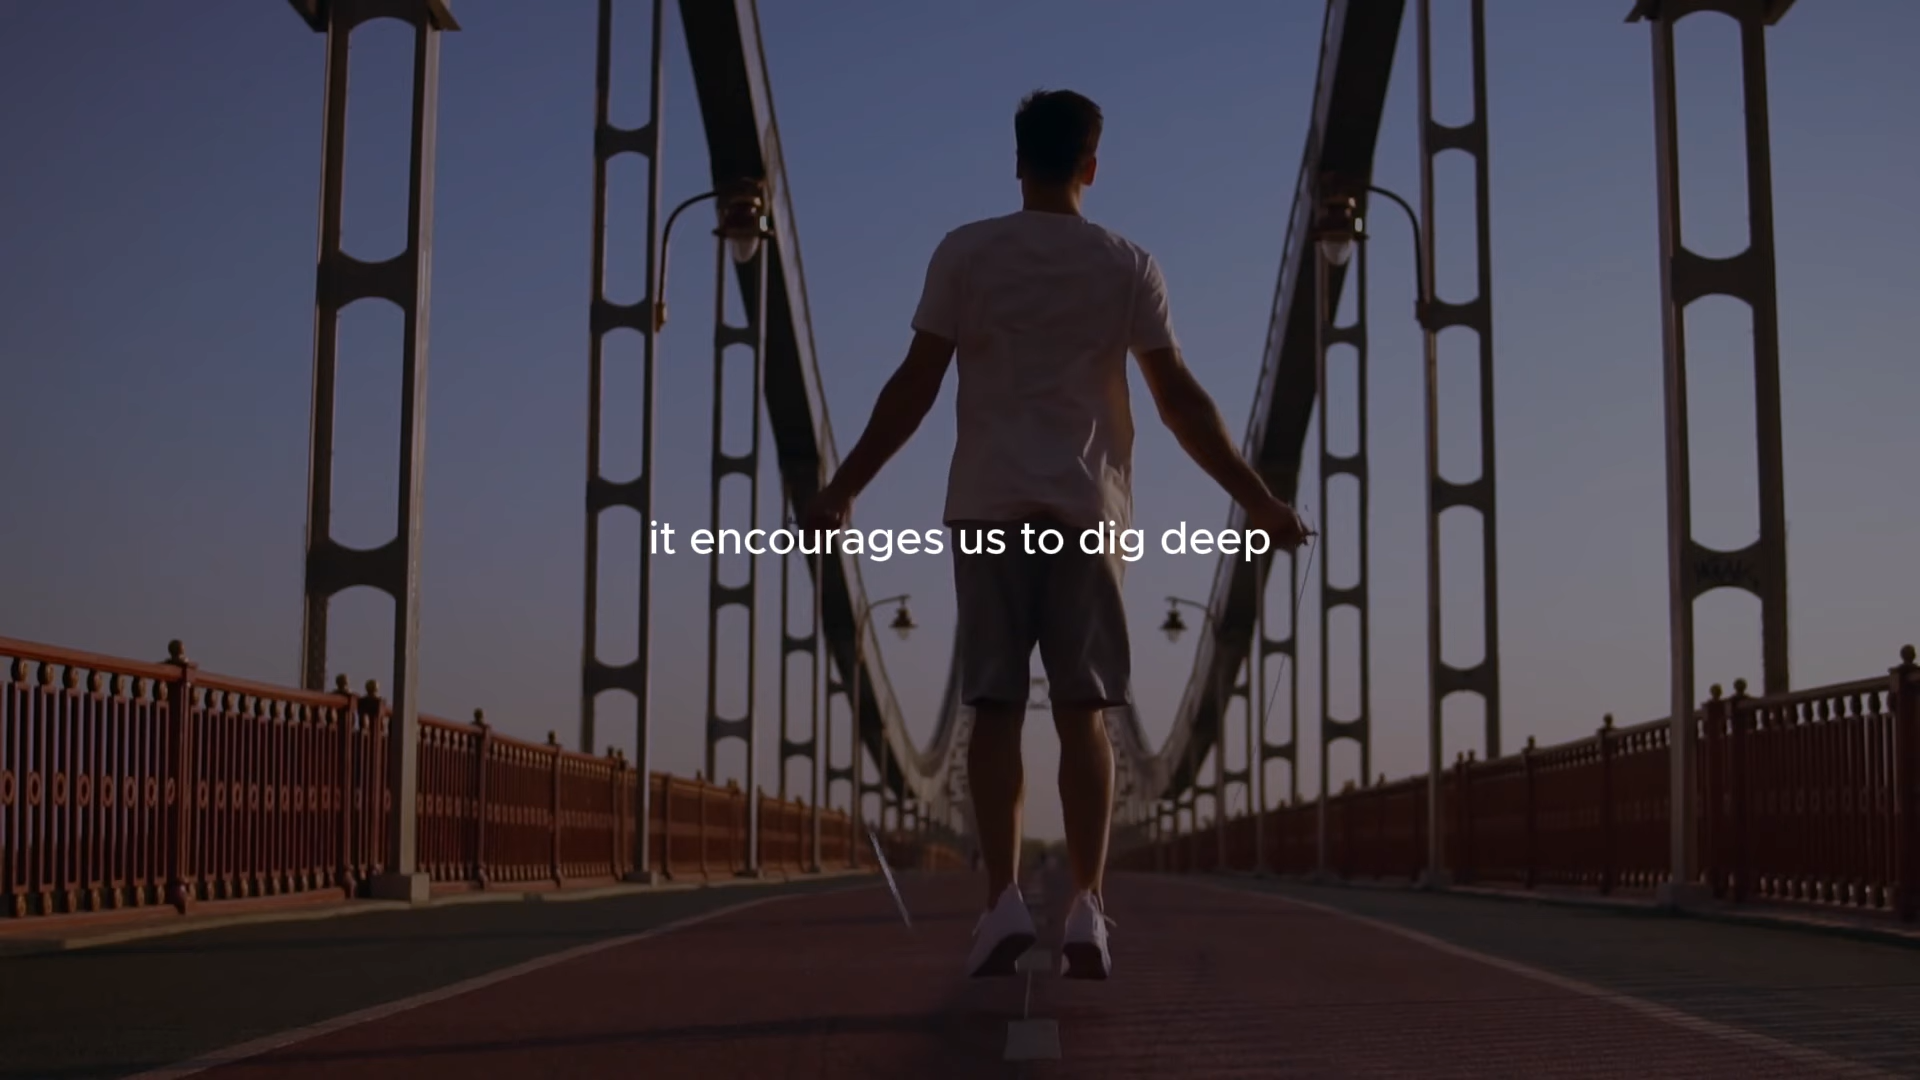 it encourages us to dig deep